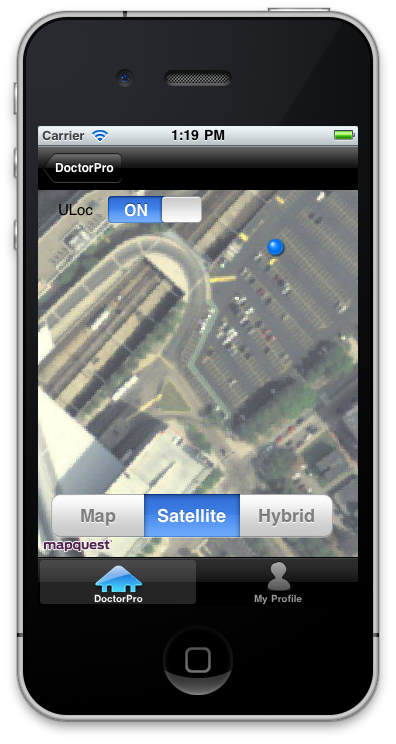 Carrier 1:19 PM
DoctorPro
ULoc ON
Map Satellite Hybrid
mapquest
DoctorPro My Profile